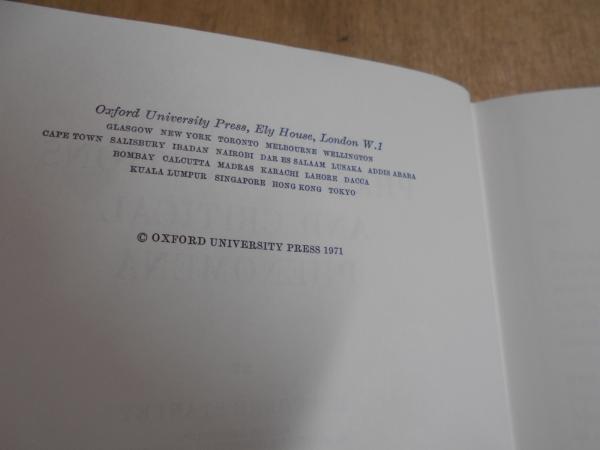 Oxford University Press, Ely House, London W.1
GLASGOW NEW YORK TORONTO MELBOURNE WELLINGTON
CAPE TOWN SALISBURY IBADAN NAIROBI DAR ES SALAAM LUSAKA ADDIS ABABA
BOMBAY CALCUTTA MADRAS KARACHI LAHORE DACCA
KUALA LUMPUR SINGAPORE HONG KONG TOKYO
© OXFORD UNIVERSITY PRESS 1971